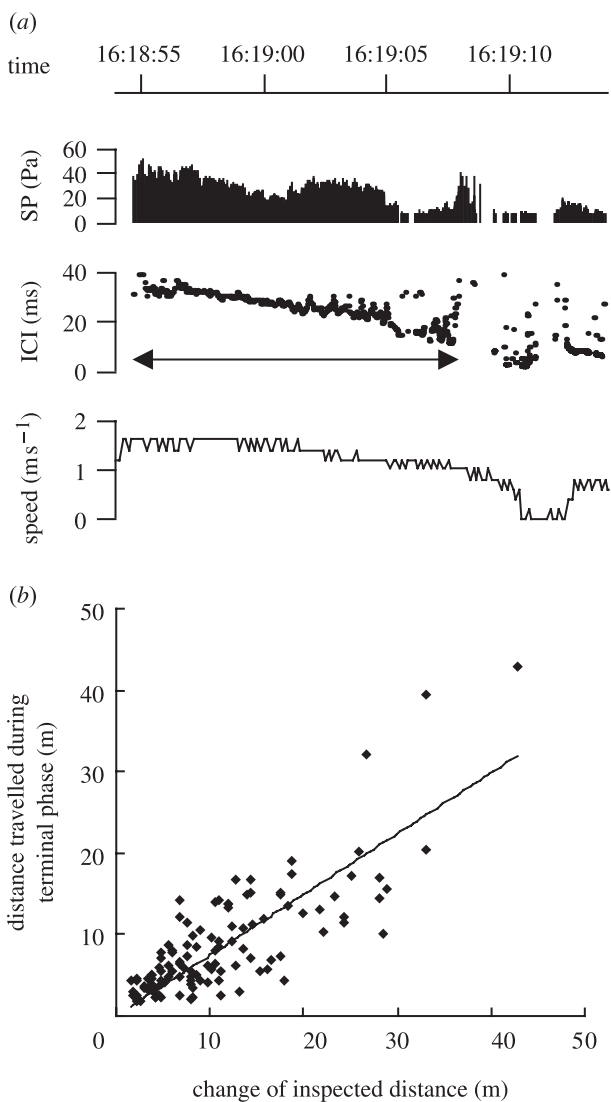 (a)
time 16:18:55 16:19:00 16:19:05 16:19:10
SP (Pa)
60
40
20
0
ICI (ms)
40
20
0
speed (ms−1)
2
1
0
(b)
distance travelled during
terminal phase (m)
50
40
30
20
10
0 10 20 30 40 50
change of inspected distance (m)